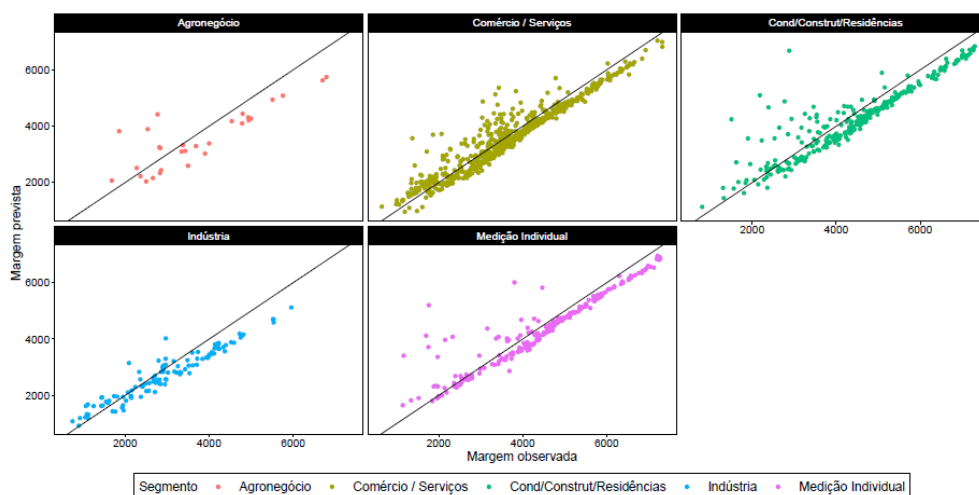 Agronegócio
Comércio / Serviços
Cond/Construt/Residências
Margem prevista
6000
4000
2000
2000 4000 6000
Indústria
Medição Individual
6000
4000
2000
2000 4000 6000
2000 4000 6000
Margem observada
Segmento Agronegócio Comércio / Serviços Cond/Construt/Residências Indústria Medição Individual